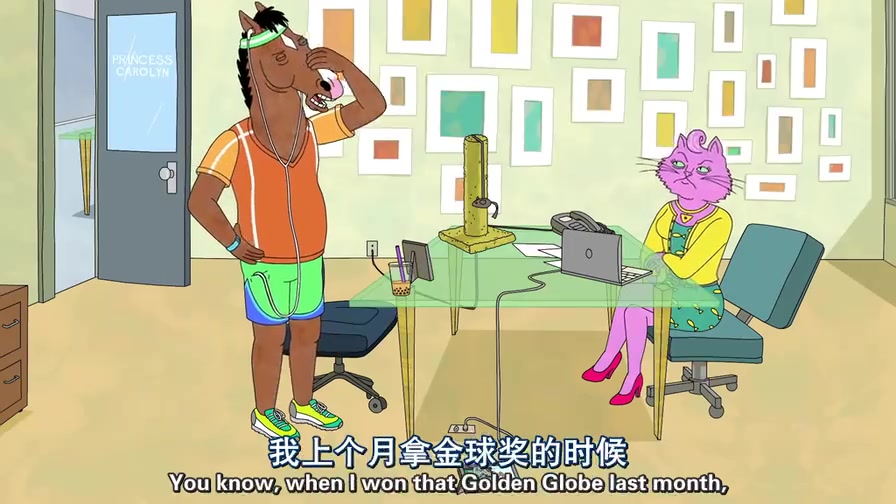 PRINCESS
CAROLYN
我上个月拿金球奖的时候
You know, when I won that Golden Globe last month,